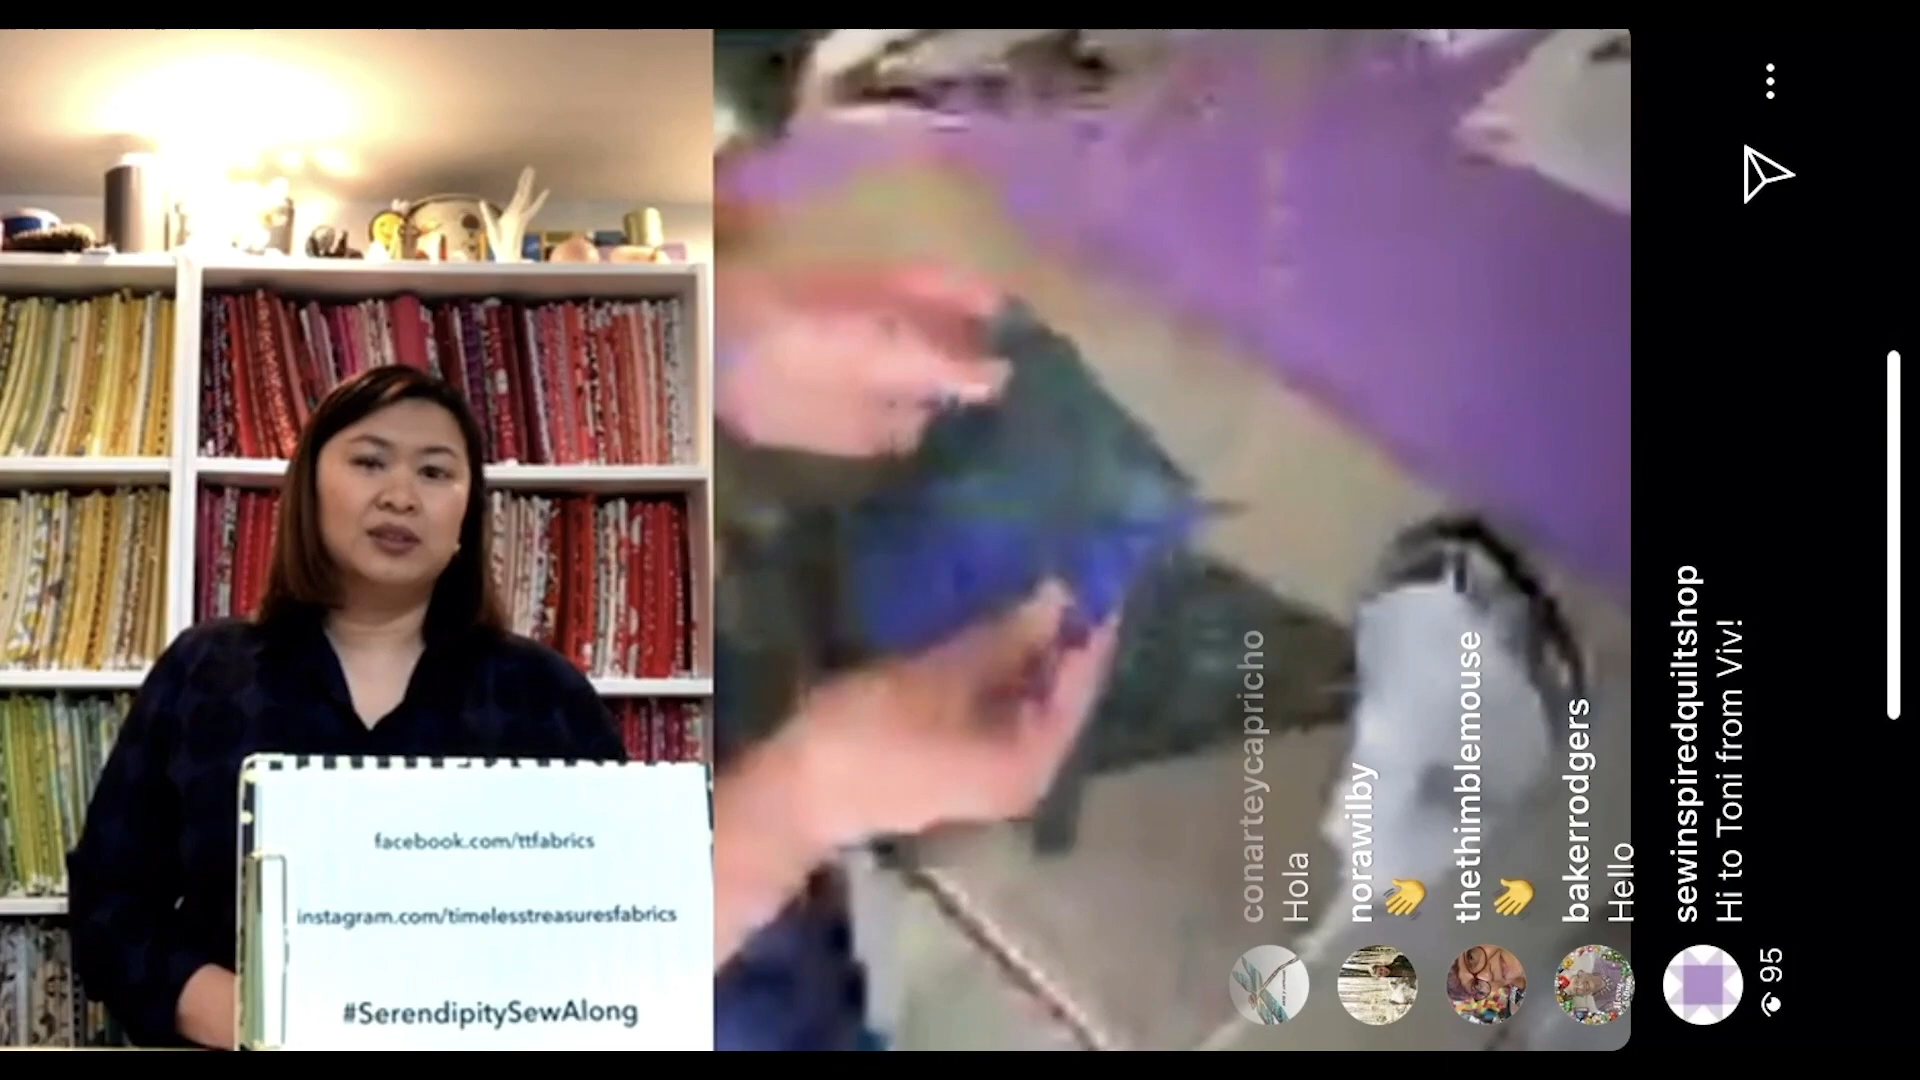 facebook.com/ttfabrics
instagram.com/timelesstreasuresfabrics
#SerendipitySewAlong
conarteycapricho
Hola
norawilby
👋
thethimblemouse
👋
bakerrodgers
Hello
sewinspiredquiltshop
Hi to Toni from Viv!
95